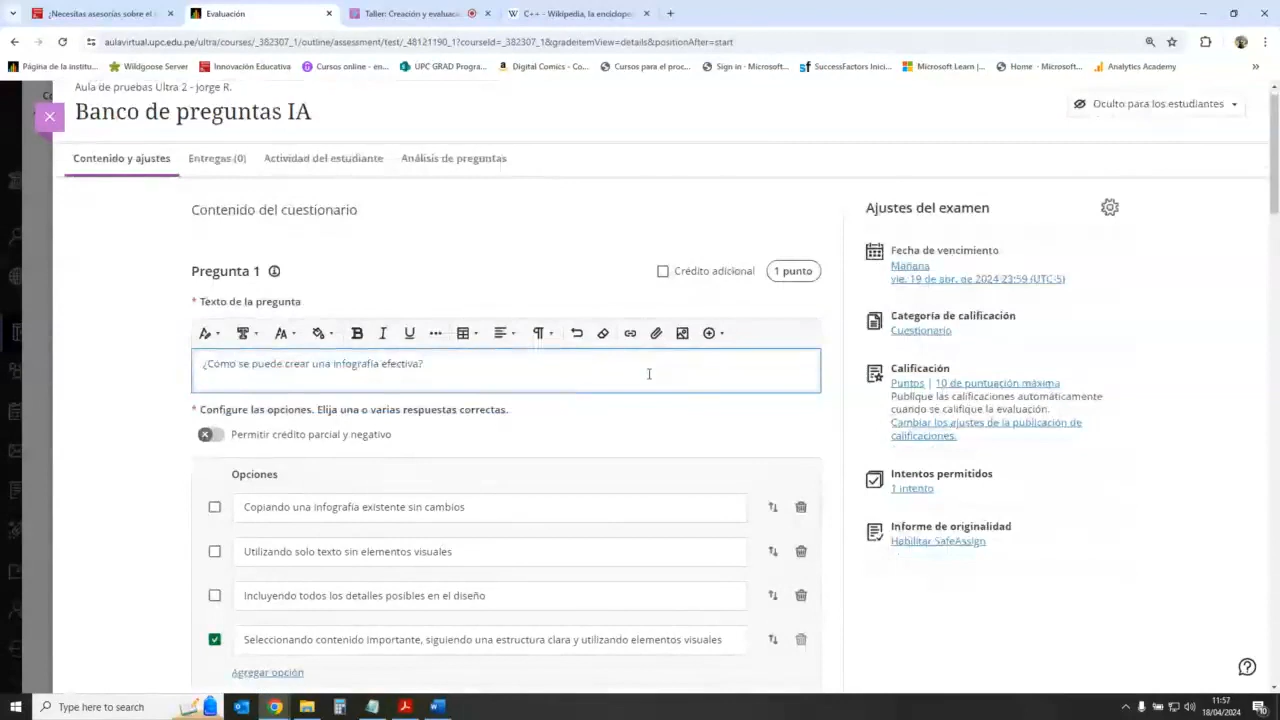 ¿Necesitas asesorías sobre el
Evaluación
Taller: Creación y evaluac
C++ - Wikipedia, la enciclope
aulavirtual.upc.edu.pe/ultra/courses/_382307_1/outline/assessment/test/_48121190_1?courseId=_382307_1&gradeitemView=details&positionAfter=start
Página de la institu...
Wildgoose Server
Innovación Educativa
Cursos online - en...
UPC GRAD Progra...
Digital Comics - Co...
Cursos para el proc...
Sign in - Microsoft...
SuccessFactors Inici...
Microsoft Learn |...
Home · Microsoft...
Analytics Academy
Aula de pruebas Ultra 2 - jorge R.
Banco de preguntas IA
Oculto para los estudiantes
Contenido y ajustes
Entregas (0)
Actividad del estudiante
Análisis de preguntas
Contenido del cuestionario
Pregunta 1
Crédito adicional
1 punto
* Texto de la pregunta
¿Cómo se puede crear una infografía efectiva?
* Configure las opciones. Elija una o varias respuestas correctas.
Permitir crédito parcial y negativo
Opciones
Copiando una infografía existente sin cambios
Utilizando solo texto sin elementos visuales
Incluyendo todos los detalles posibles en el diseño
Seleccionando contenido importante, siguiendo una estructura clara y utilizando elementos visuales
Agregar opción
Ajustes del examen
Fecha de vencimiento
Mañana
vie. 19 de abr. de 2024 23:59 (UTC-5)
Categoría de calificación
Cuestionario
Calificación
Puntos | 10 de puntuación máxima
Publique las calificaciones automáticamente
cuando se califique la evaluación.
Cambiar los ajustes de la publicación de
calificaciones.
Intentos permitidos
1 intento
Informe de originalidad
Habilitar SafeAssign
Type here to search
11:57
18/04/2024